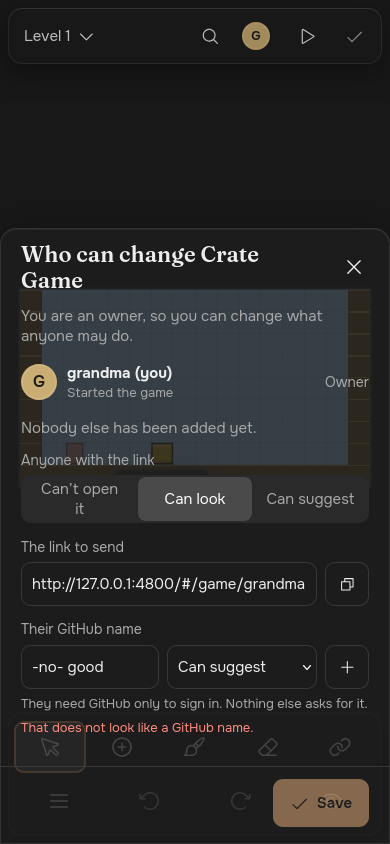 Level 1
G
Who can change Crate
Game
You are an owner, so you can change what
anyone may do.
G
grandma (you)
Started the game
Owner
Nobody else has been added yet.
Anyone with the link
Can't open
it
Can look
Can suggest
The link to send
http://127.0.0.1:4800/#/game/grandma
Their GitHub name
-no- good
Can suggest
They need GitHub only to sign in. Nothing else asks for it.
That does not look like a GitHub name.
Save